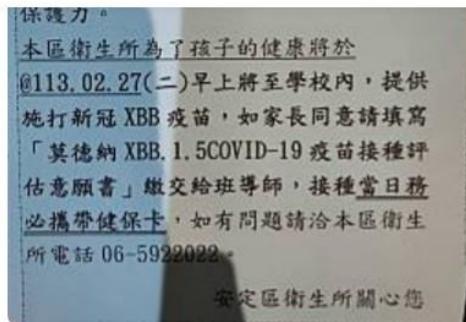 保護力。
本區衛生所為了孩子的健康將於
@113.02.27(二)早上將至學校內,提供
施打新冠 XBB 疫苗,如家長同意請填寫
「莫德納 XBB.1.5COVID-19 疫苗接種評
估意願書」繳交給班導師,接種當日務
必攜帶健保卡,如有問題請洽本區衛生
所電話 06-5922022。
安定區衛生所關心您